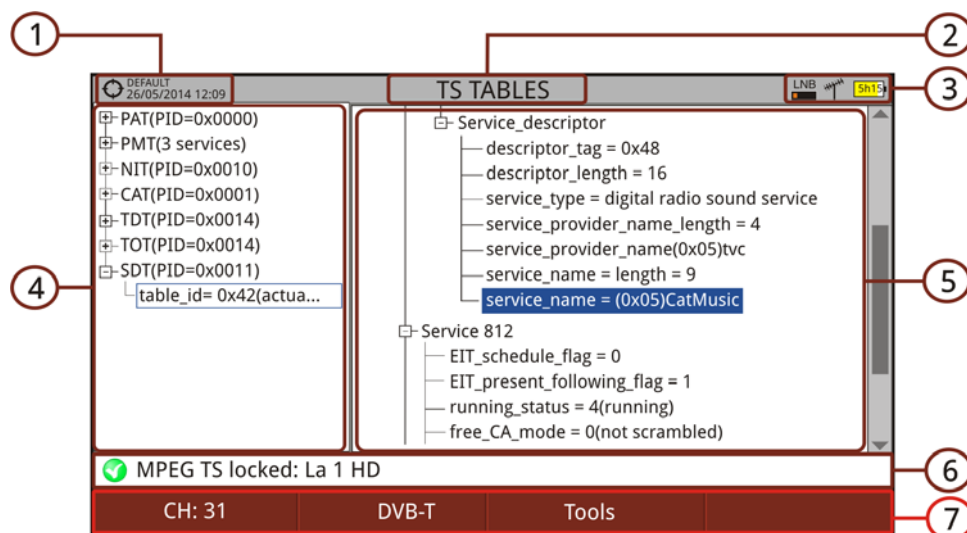 1
2
3
4
5
6
7
DEFAULT
26/05/2014 12:09
TS TABLES
LNB
5h15
PAT(PID=0x0000)
PMT(3 services)
NIT(PID=0x0010)
CAT(PID=0x0001)
TDT(PID=0x0014)
TOT(PID=0x0014)
SDT(PID=0x0011)
table_id= 0x42(actua...
Service_descriptor
descriptor_tag = 0x48
descriptor_length = 16
service_type = digital radio sound service
service_provider_name_length = 4
service_provider_name(0x05)tvc
service_name = length = 9
service_name = (0x05)CatMusic
Service 812
EIT_schedule_flag = 0
EIT_present_following_flag = 1
running_status = 4(running)
free_CA_mode = 0(not scrambled)
MPEG TS locked: La 1 HD
CH: 31
DVB-T
Tools